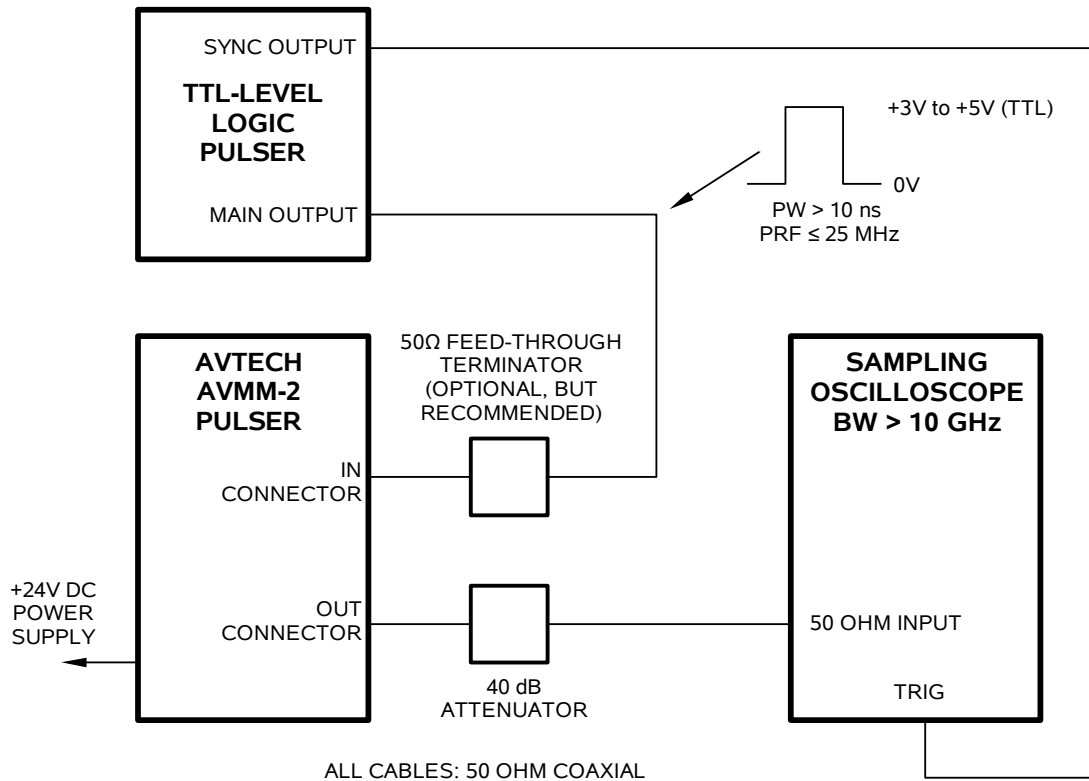 SYNC OUTPUT
TTL-LEVEL
LOGIC
PULSER
MAIN OUTPUT
+3V to +5V (TTL)
0V
PW > 10 ns
PRF ≤ 25 MHz
AVTECH
AVMM-2
PULSER
IN
CONNECTOR
OUT
CONNECTOR
50Ω FEED-THROUGH
TERMINATOR
(OPTIONAL, BUT
RECOMMENDED)
SAMPLING
OSCILLOSCOPE
BW > 10 GHz
50 OHM INPUT
TRIG
+24V DC
POWER
SUPPLY
40 dB
ATTENUATOR
ALL CABLES: 50 OHM COAXIAL